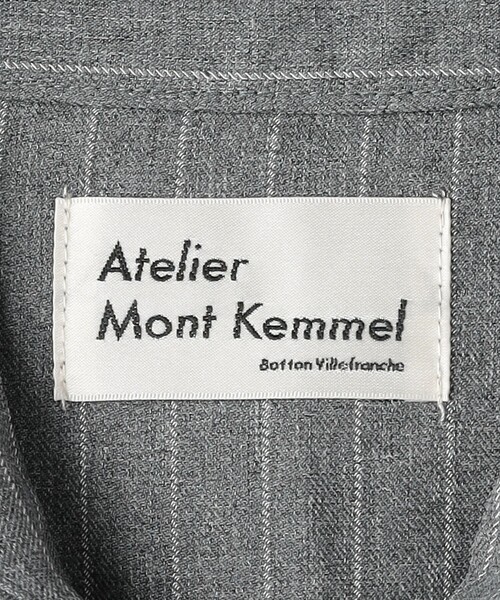 Atelier
Mont Kemmel
Botton Villefranche